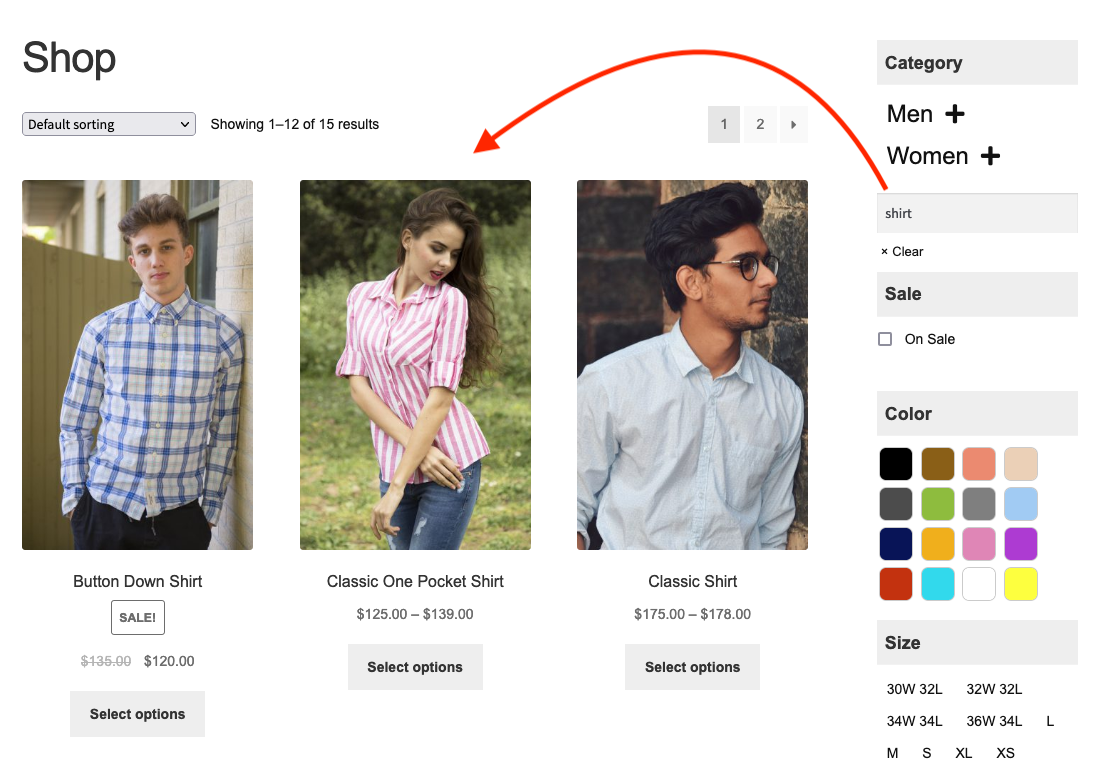 Shop
Default sorting
Showing 1–12 of 15 results
1
2
Button Down Shirt
SALE!
$135.00 $120.00
Select options
Classic One Pocket Shirt
$125.00 – $139.00
Select options
Classic Shirt
$175.00 – $178.00
Select options
Category
Men +
Women +
shirt
× Clear
Sale
On Sale
Color
Size
30W 32L 32W 32L
34W 34L 36W 34L L
M S XL XS